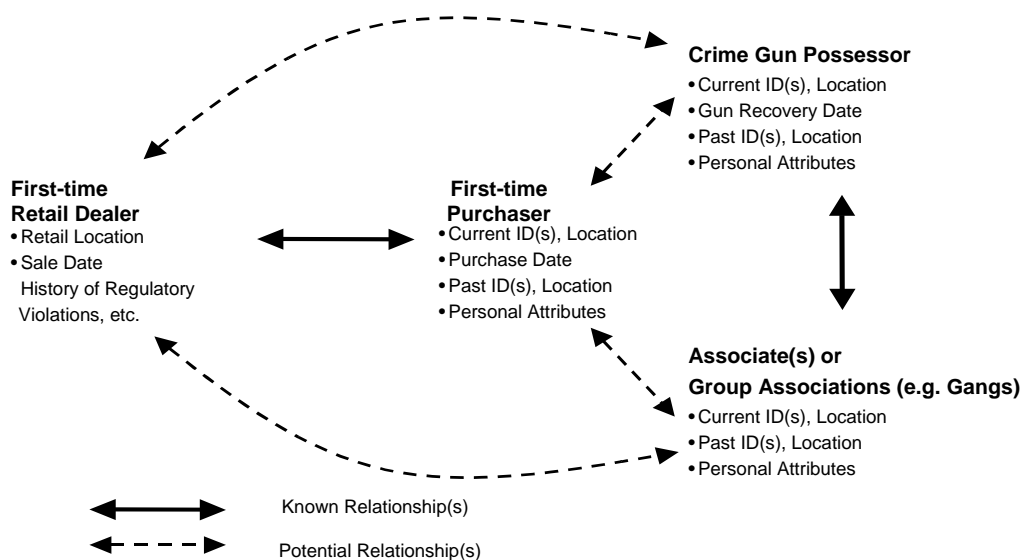 Crime Gun Possessor
•Current ID(s), Location
•Gun Recovery Date
•Past ID(s), Location
•Personal Attributes
First-time
Retail Dealer
•Retail Location
•Sale Date
History of Regulatory
Violations, etc.
First-time
Purchaser
•Current ID(s), Location
•Purchase Date
•Past ID(s), Location
•Personal Attributes
Associate(s) or
Group Associations (e.g. Gangs)
•Current ID(s), Location
•Past ID(s), Location
•Personal Attributes
Known Relationship(s)
Potential Relationship(s)